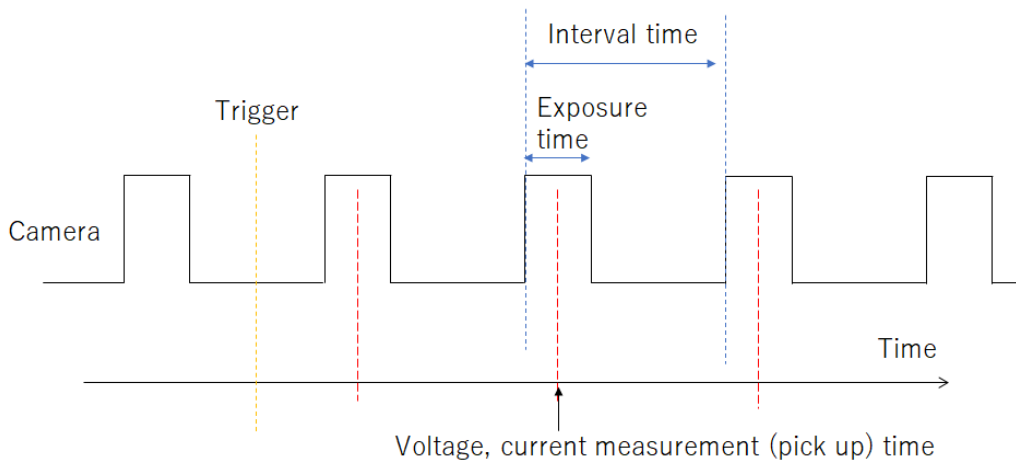 Interval time
Trigger
Exposure
time
Camera
Time
Voltage, current measurement (pick up) time